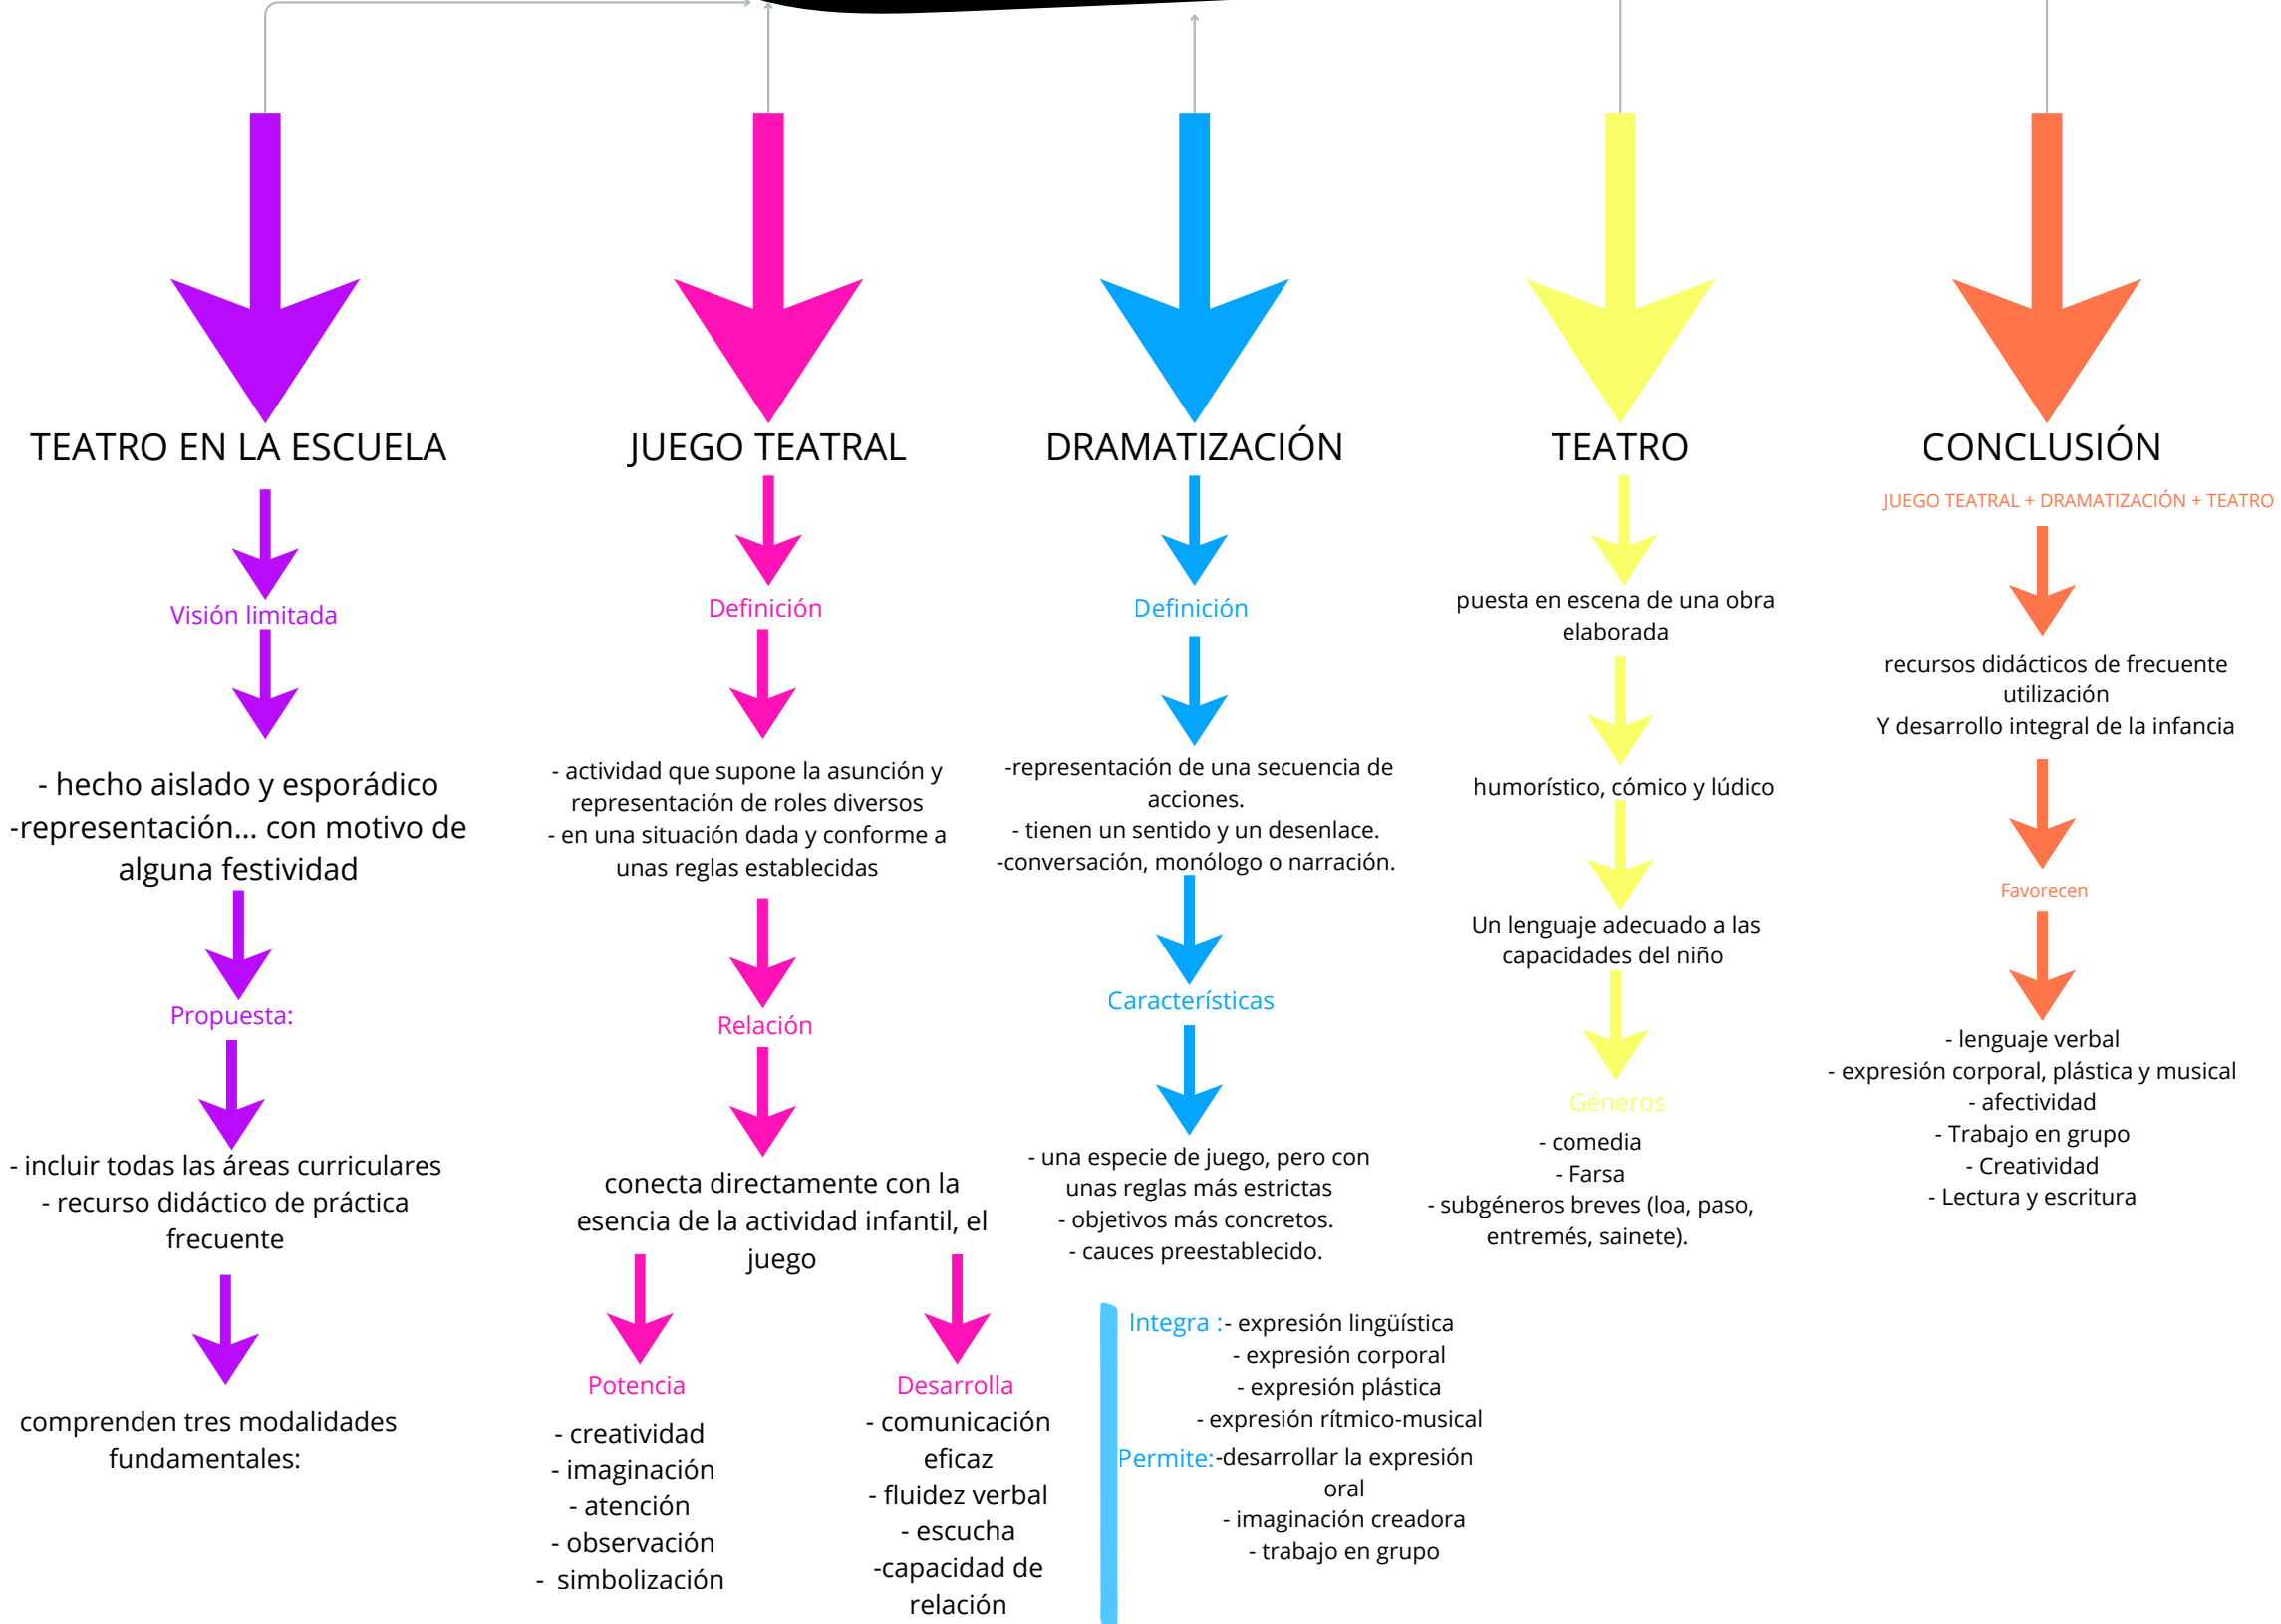 TEATRO EN LA ESCUELA
Visión limitada
- hecho aislado y esporádico
-representación... con motivo de
alguna festividad
Propuesta:
- incluir todas las áreas curriculares
- recurso didáctico de práctica
frecuente
comprenden tres modalidades
fundamentales:
JUEGO TEATRAL
Definición
- actividad que supone la asunción y
representación de roles diversos
- en una situación dada y conforme a
unas reglas establecidas
Relación
conecta directamente con la
esencia de la actividad infantil, el
juego
Potencia
- creatividad
- imaginación
- atención
- observación
- simbolización
Desarrolla
- comunicación
eficaz
- fluidez verbal
- escucha
-capacidad de
relación
DRAMATIZACIÓN
Definición
-representación de una secuencia de
acciones.
- tienen un sentido y un desenlace.
-conversación, monólogo o narración.
Características
- una especie de juego, pero con
unas reglas más estrictas
- objetivos más concretos.
- cauces preestablecido.
Integra :- expresión lingüística
- expresión corporal
- expresión plástica
- expresión rítmico-musical
Permite:-desarrollar la expresión
oral
- imaginación creadora
- trabajo en grupo
TEATRO
puesta en escena de una obra
elaborada
humorístico, cómico y lúdico
Un lenguaje adecuado a las
capacidades del niño
Géneros
- comedia
- Farsa
- subgéneros breves (loa, paso,
entremés, sainete).
CONCLUSIÓN
JUEGO TEATRAL + DRAMATIZACIÓN + TEATRO
recursos didácticos de frecuente
utilización
Y desarrollo integral de la infancia
Favorecen
- lenguaje verbal
- expresión corporal, plástica y musical
- afectividad
- Trabajo en grupo
- Creatividad
- Lectura y escritura